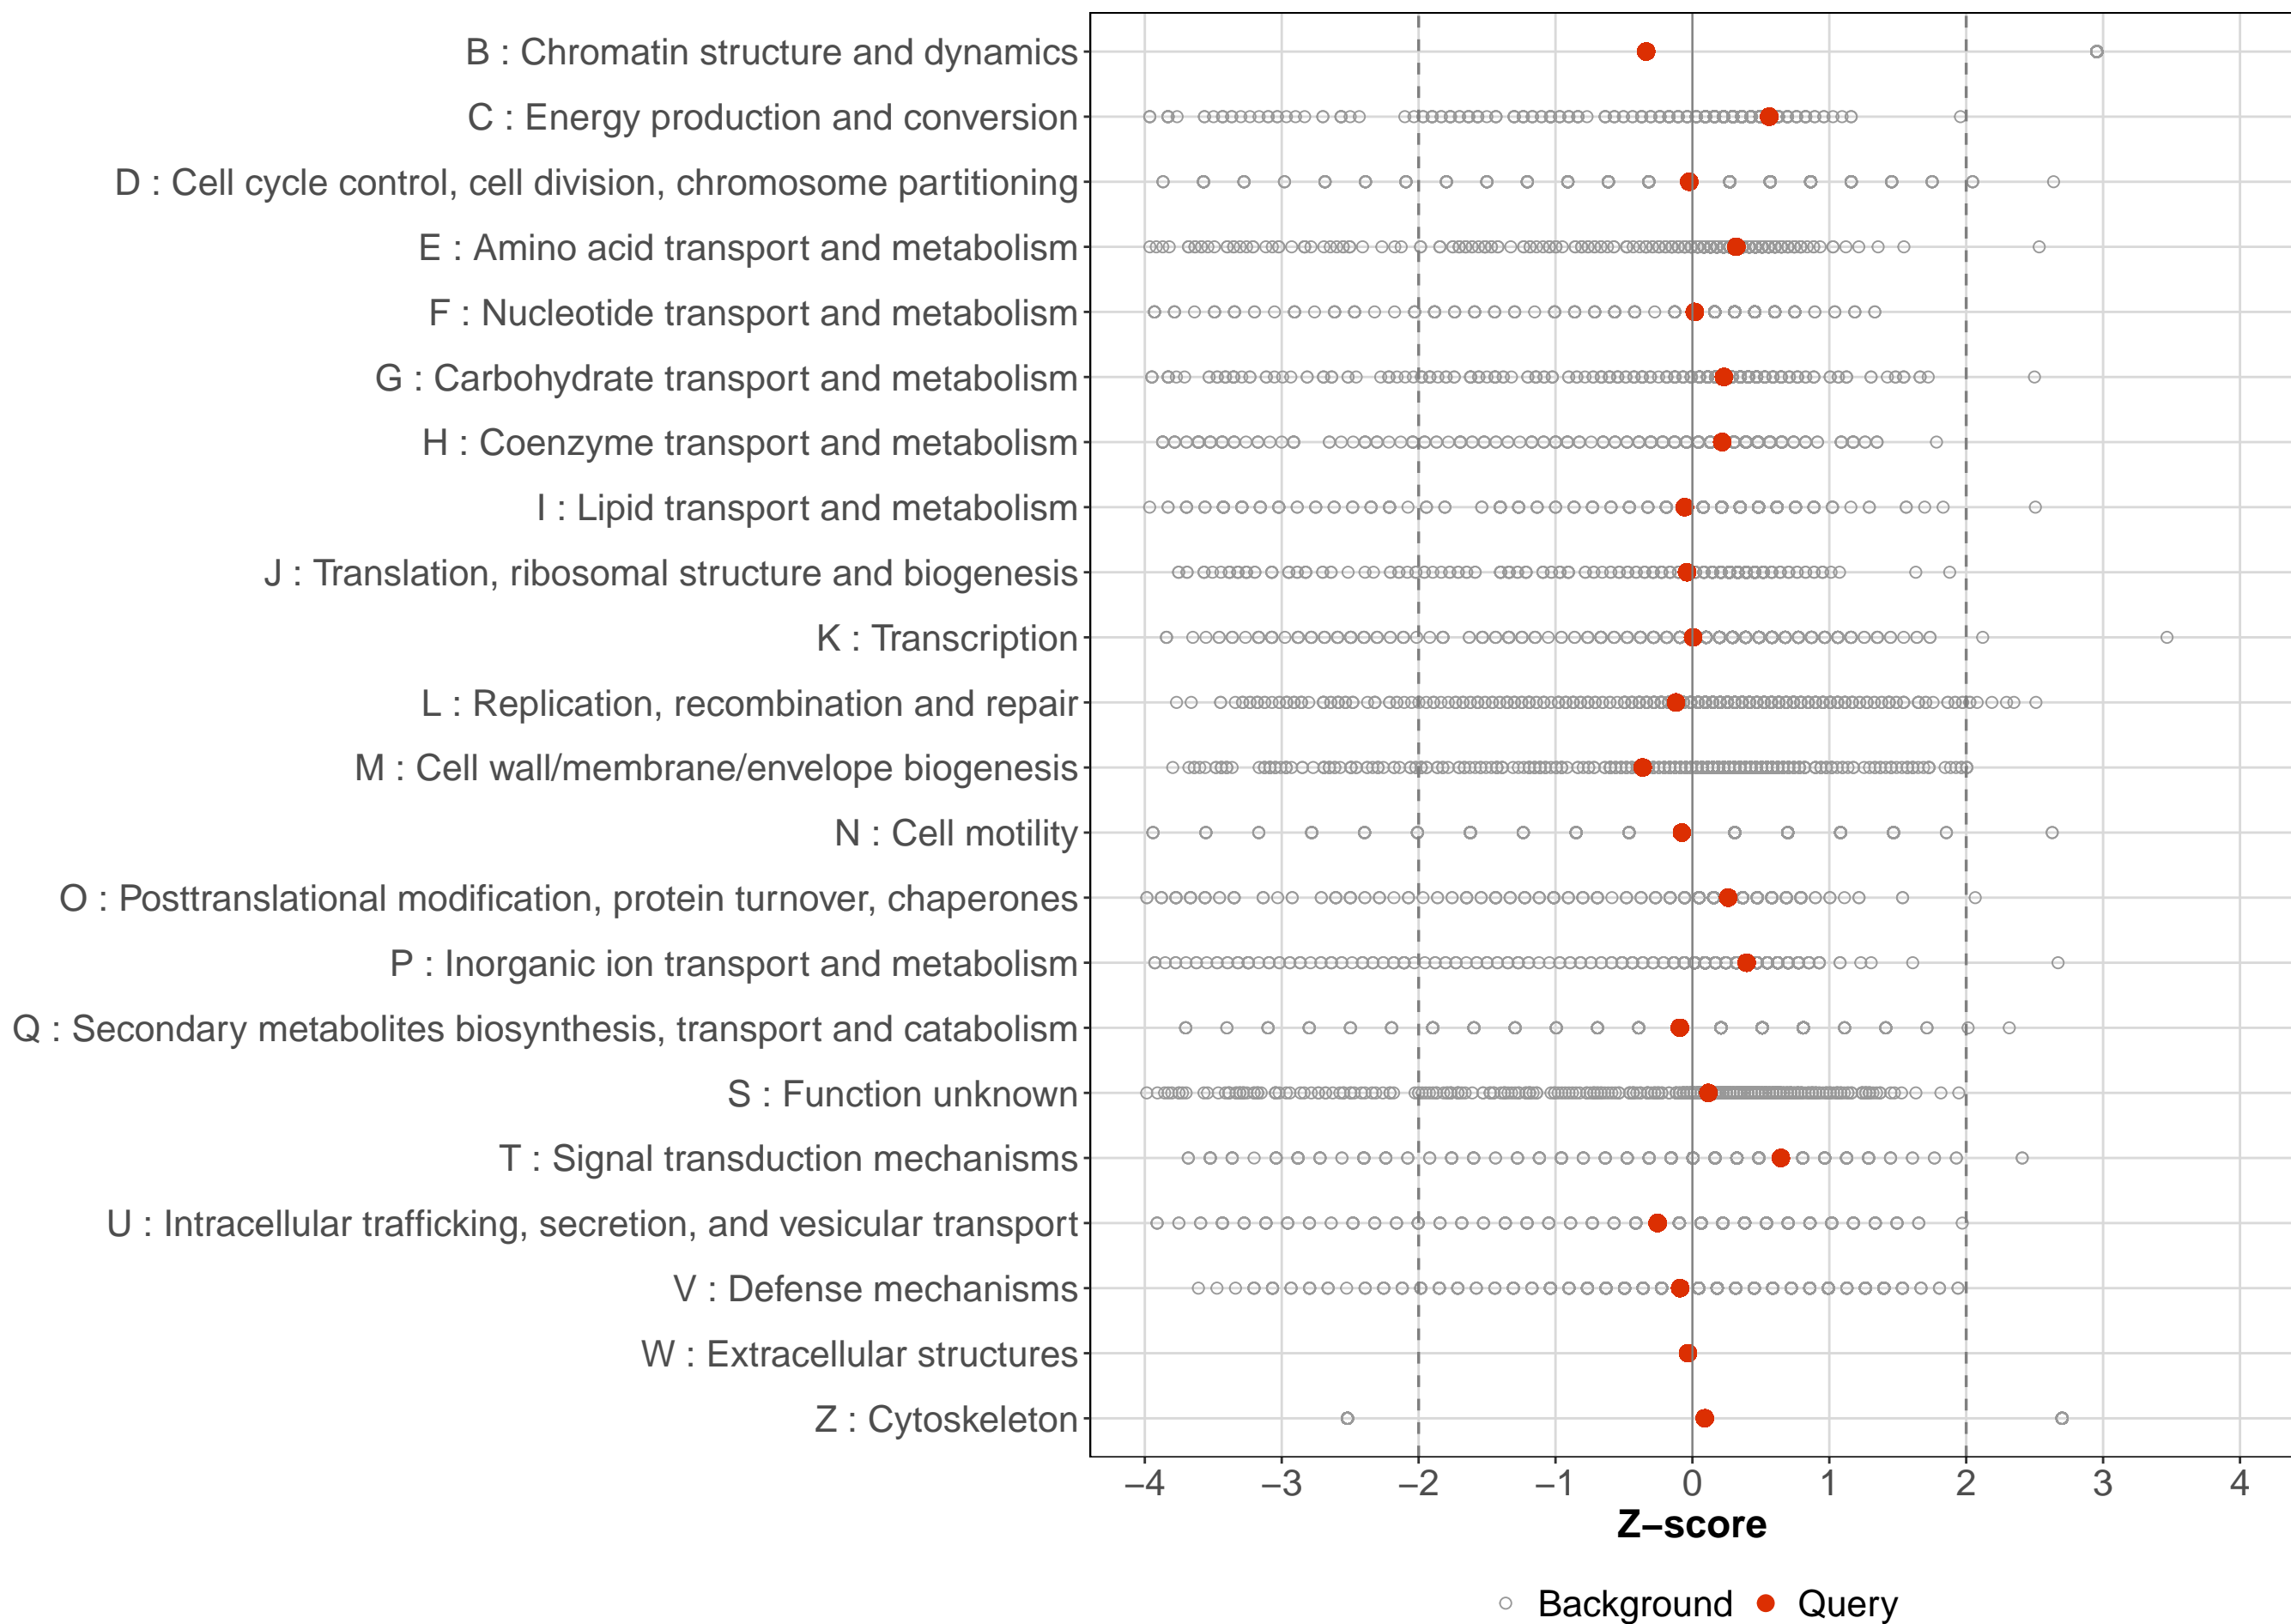 B : Chromatin structure and dynamics
C : Energy production and conversion
D : Cell cycle control, cell division, chromosome partitioning
E : Amino acid transport and metabolism
F : Nucleotide transport and metabolism
G : Carbohydrate transport and metabolism
H : Coenzyme transport and metabolism
I : Lipid transport and metabolism
J : Translation, ribosomal structure and biogenesis
K : Transcription
L : Replication, recombination and repair
M : Cell wall/membrane/envelope biogenesis
N : Cell motility
O : Posttranslational modification, protein turnover, chaperones
P : Inorganic ion transport and metabolism
Q : Secondary metabolites biosynthesis, transport and catabolism
S : Function unknown
T : Signal transduction mechanisms
U : Intracellular trafficking, secretion, and vesicular transport
V : Defense mechanisms
W : Extracellular structures
Z : Cytoskeleton
−4 −3 −2 −1 0 1 2 3 4
Z−score
Background Query